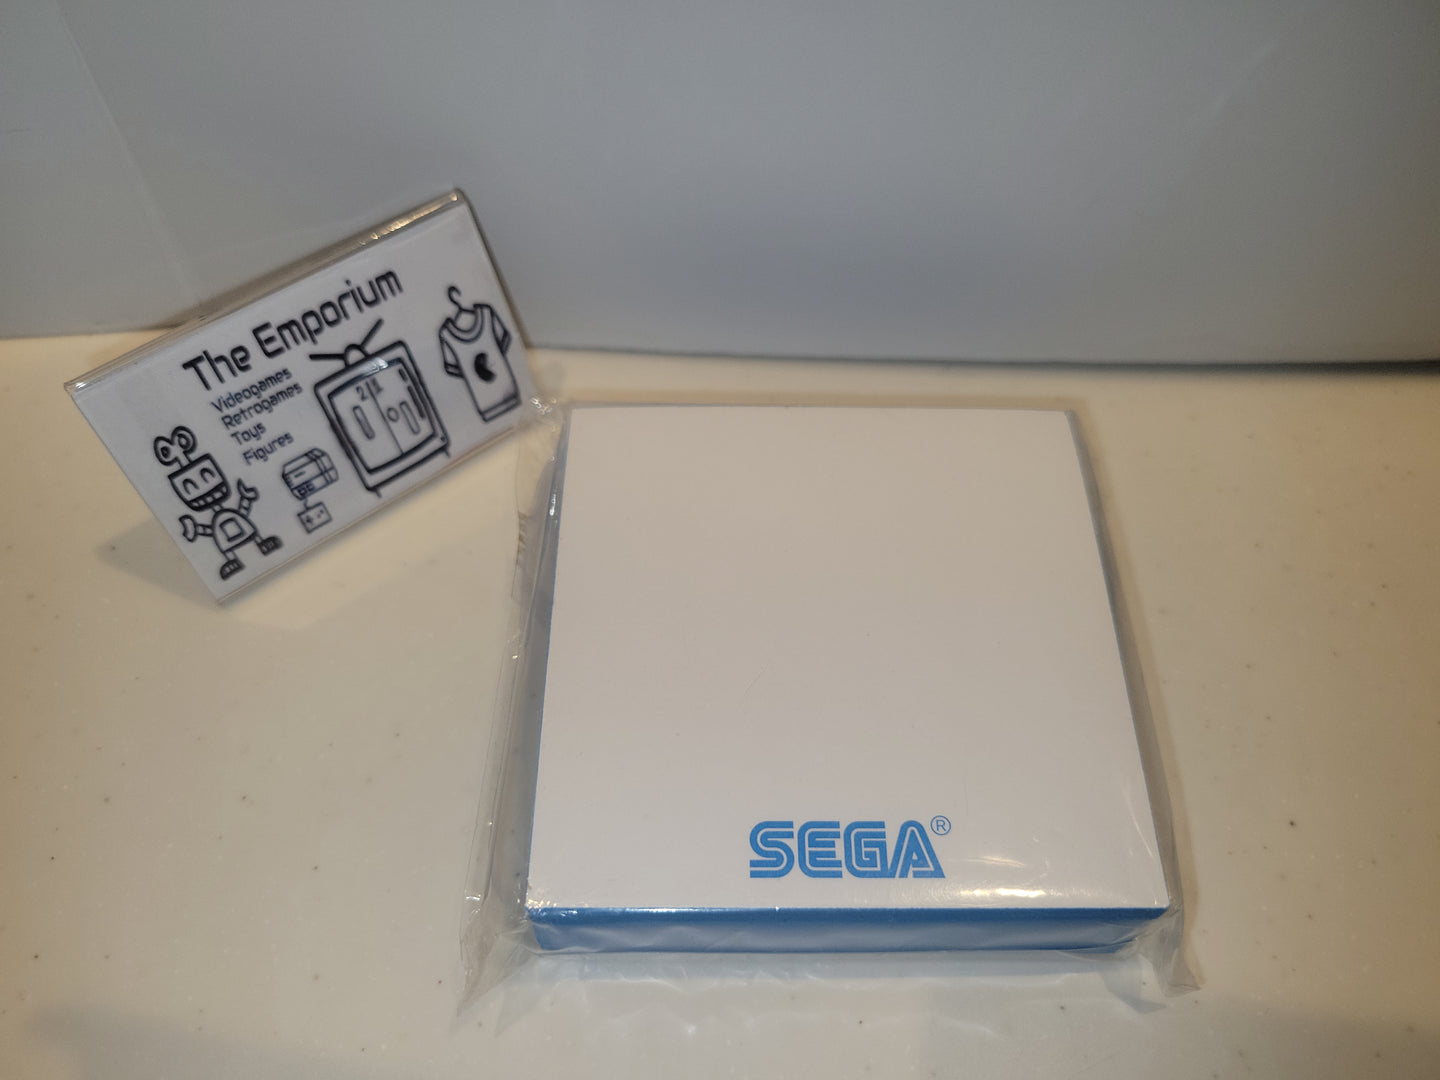 The Emporium
Videogames
Retrogames
Toys
Figures
SEGA®